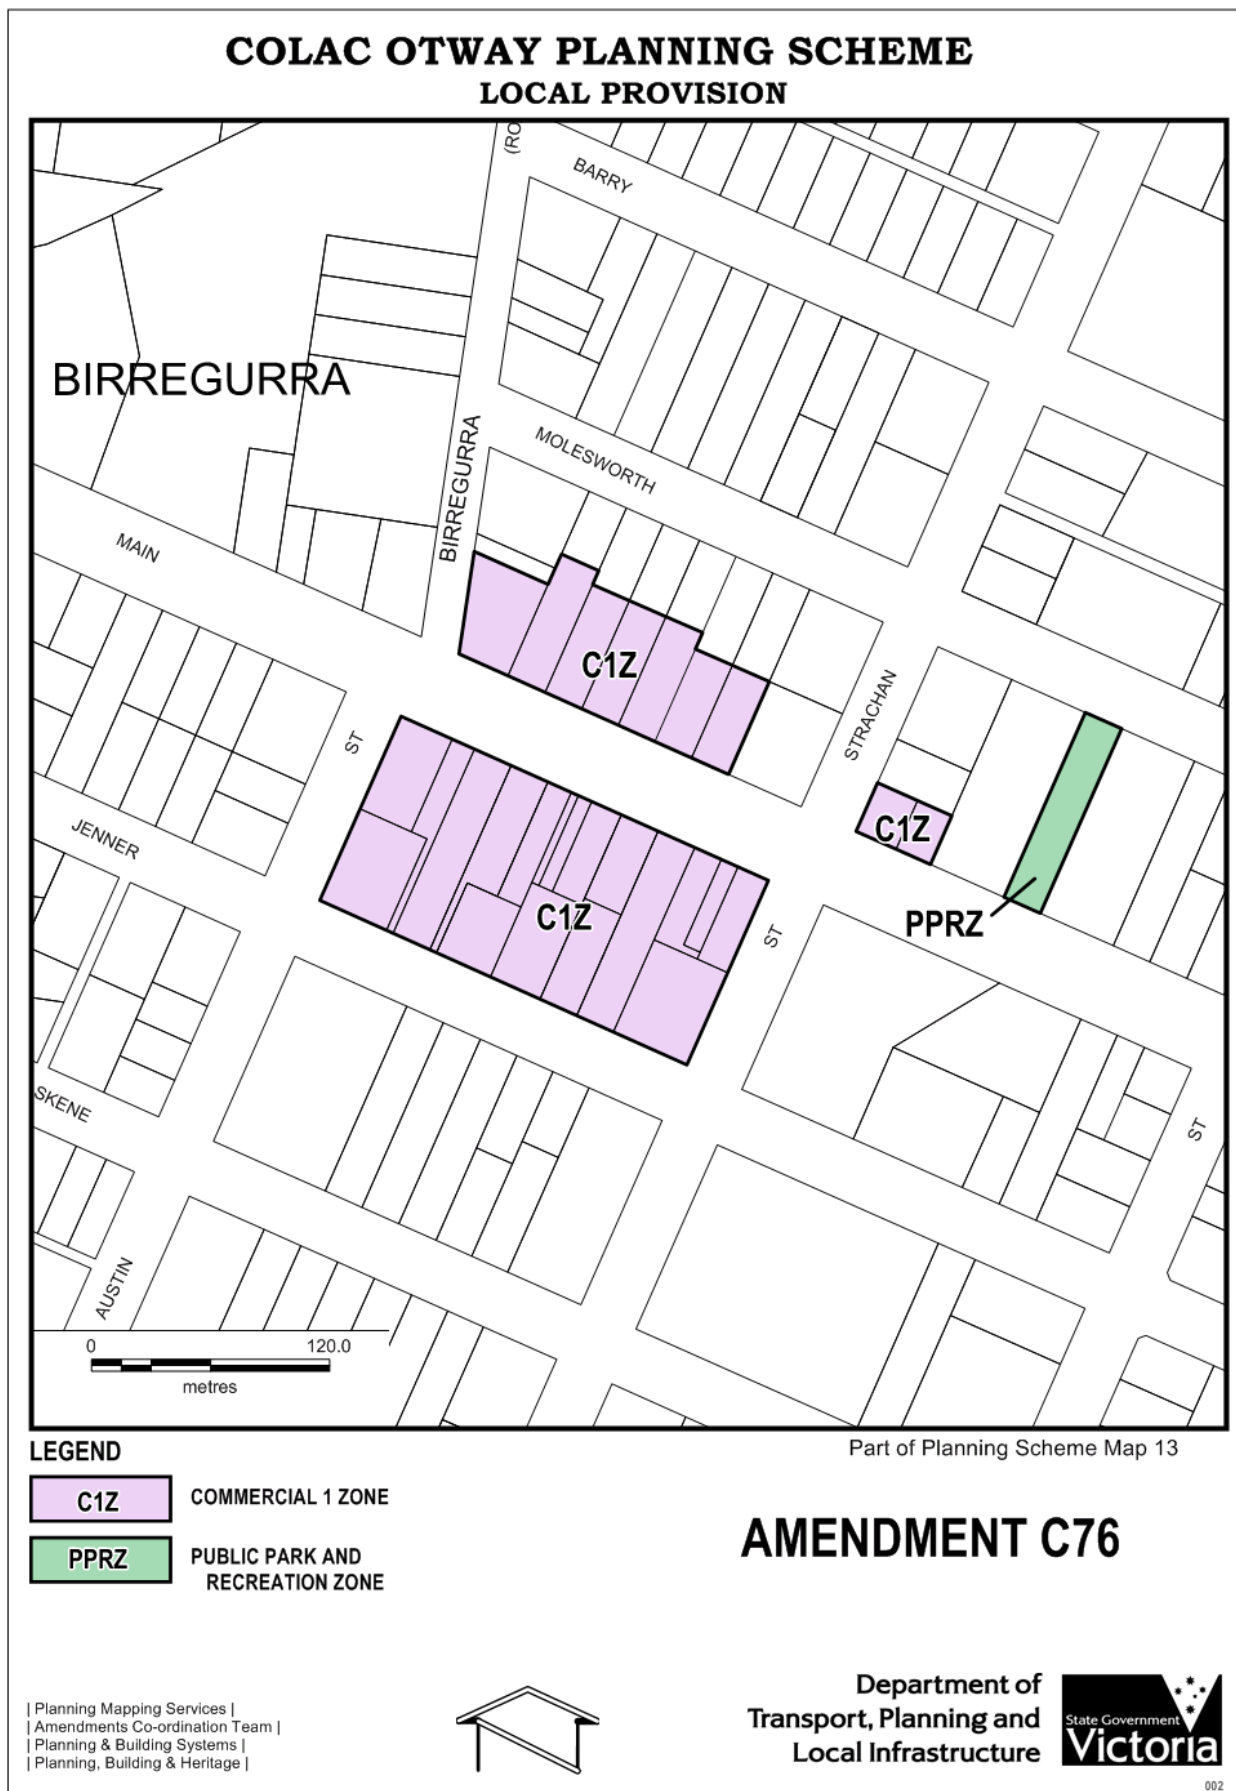 COLAC OTWAY PLANNING SCHEME
LOCAL PROVISION
(RO
BARRY
BIRREGURRA
BIRREGURRA
MOLESWORTH
MAIN
C1Z
STRACHAN
ST
C1Z
JENNER
C1Z
PPRZ
ST
SKENE
ST
AUSTIN
0 120.0
metres
LEGEND
Part of Planning Scheme Map 13
C1Z COMMERCIAL 1 ZONE
PPRZ PUBLIC PARK AND
RECREATION ZONE
AMENDMENT C76
| Planning Mapping Services |
| Amendments Co-ordination Team |
| Planning & Building Systems |
| Planning, Building & Heritage |
Department of
Transport, Planning and
Local Infrastructure
State Government
Victoria
002